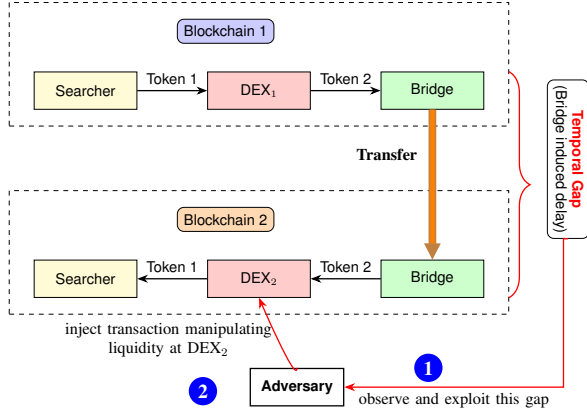 Blockchain 1
Searcher
Token 1
DEX₁
Token 2
Bridge
Transfer
Temporal Gap
(Bridge induced delay)
Blockchain 2
Searcher
Token 1
DEX₂
Token 2
Bridge
inject transaction manipulating
liquidity at DEX₂
1
2
Adversary
observe and exploit this gap